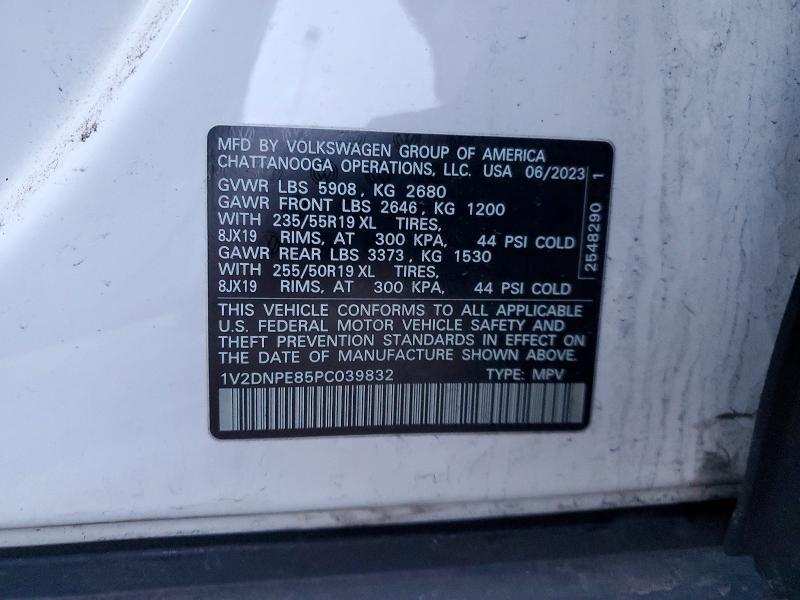 MFD BY VOLKSWAGEN GROUP OF AMERICA
CHATTANOOGA OPERATIONS, LLC. USA 06/2023
GVWR LBS 5908, KG 2680
GAWR FRONT LBS 2646, KG 1200
WITH 235/55R19 XL TIRES,
8JX19 RIMS, AT 300 KPA, 44 PSI COLD
GAWR REAR LBS 3373, KG 1530
WITH 255/50R19 XL TIRES,
8JX19 RIMS, AT 300 KPA, 44 PSI COLD
2548290 1
THIS VEHICLE CONFORMS TO ALL APPLICABLE
U.S. FEDERAL MOTOR VEHICLE SAFETY AND
THEFT PREVENTION STANDARDS IN EFFECT ON
THE DATE OF MANUFACTURE SHOWN ABOVE.
1V2DNPE85PC039832 TYPE: MPV